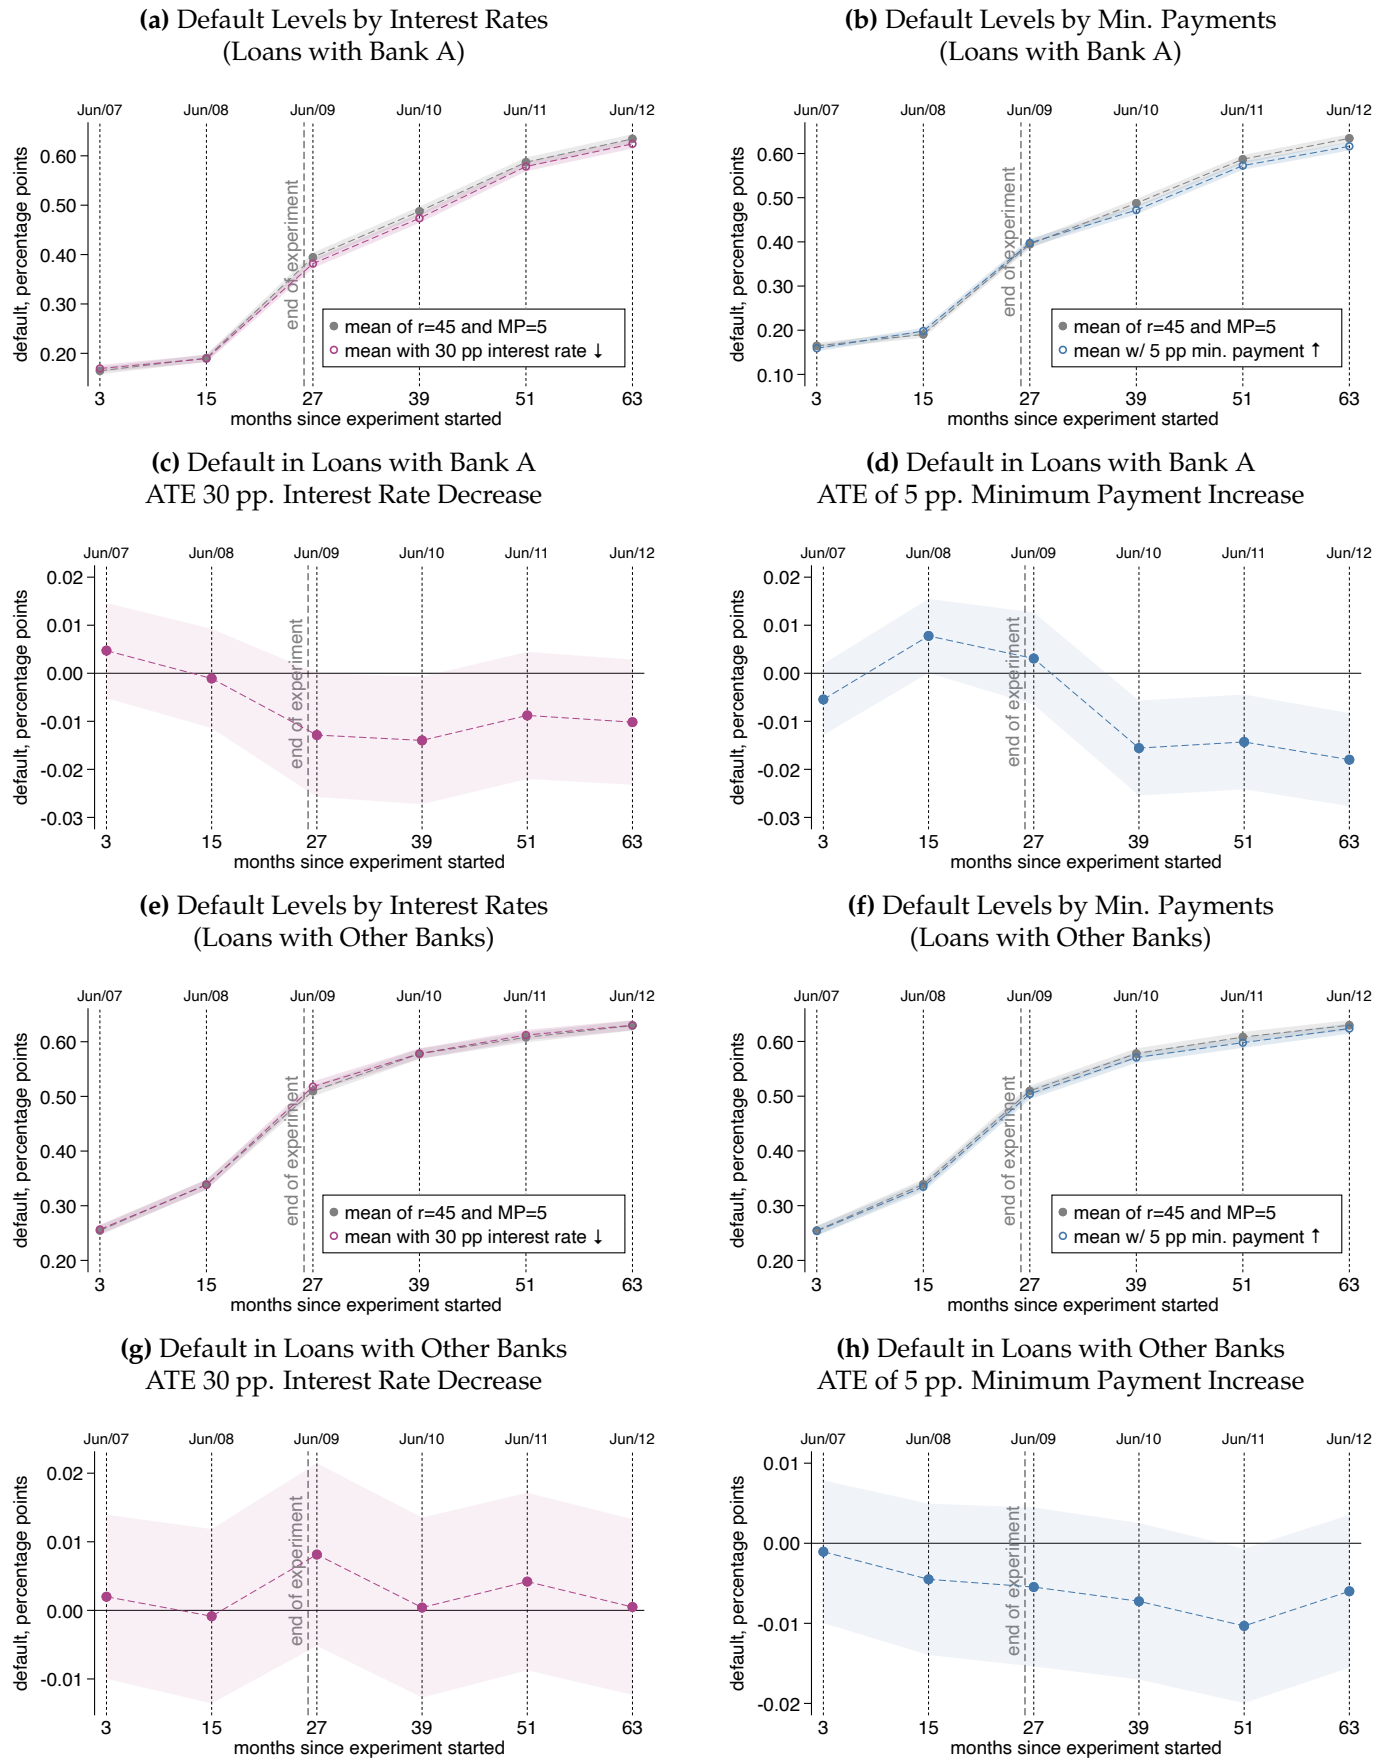 (a) Default Levels by Interest Rates
(Loans with Bank A)
Jun/07 Jun/08 Jun/09 Jun/10 Jun/11 Jun/12
default, percentage points
0.60
0.50
0.40
0.30
0.20
end of experiment
mean of r=45 and MP=5
mean with 30 pp interest rate ↓
3 15 27 39 51 63
months since experiment started
(b) Default Levels by Min. Payments
(Loans with Bank A)
Jun/07 Jun/08 Jun/09 Jun/10 Jun/11 Jun/12
default, percentage points
0.60
0.50
0.40
0.30
0.20
0.10
end of experiment
mean of r=45 and MP=5
mean w/ 5 pp min. payment ↑
3 15 27 39 51 63
months since experiment started
(c) Default in Loans with Bank A
ATE 30 pp. Interest Rate Decrease
Jun/07 Jun/08 Jun/09 Jun/10 Jun/11 Jun/12
default, percentage points
0.02
0.01
0.00
-0.01
-0.02
-0.03
end of experiment
3 15 27 39 51 63
months since experiment started
(d) Default in Loans with Bank A
ATE of 5 pp. Minimum Payment Increase
Jun/07 Jun/08 Jun/09 Jun/10 Jun/11 Jun/12
default, percentage points
0.02
0.01
0.00
-0.01
-0.02
-0.03
end of experiment
3 15 27 39 51 63
months since experiment started
(e) Default Levels by Interest Rates
(Loans with Other Banks)
Jun/07 Jun/08 Jun/09 Jun/10 Jun/11 Jun/12
default, percentage points
0.60
0.50
0.40
0.30
0.20
end of experiment
mean of r=45 and MP=5
mean with 30 pp interest rate ↓
3 15 27 39 51 63
months since experiment started
(f) Default Levels by Min. Payments
(Loans with Other Banks)
Jun/07 Jun/08 Jun/09 Jun/10 Jun/11 Jun/12
default, percentage points
0.60
0.50
0.40
0.30
0.20
end of experiment
mean of r=45 and MP=5
mean w/ 5 pp min. payment ↑
3 15 27 39 51 63
months since experiment started
(g) Default in Loans with Other Banks
ATE 30 pp. Interest Rate Decrease
Jun/07 Jun/08 Jun/09 Jun/10 Jun/11 Jun/12
default, percentage points
0.02
0.01
0.00
-0.01
end of experiment
3 15 27 39 51 63
months since experiment started
(h) Default in Loans with Other Banks
ATE of 5 pp. Minimum Payment Increase
Jun/07 Jun/08 Jun/09 Jun/10 Jun/11 Jun/12
default, percentage points
0.01
0.00
-0.01
-0.02
end of experiment
3 15 27 39 51 63
months since experiment started